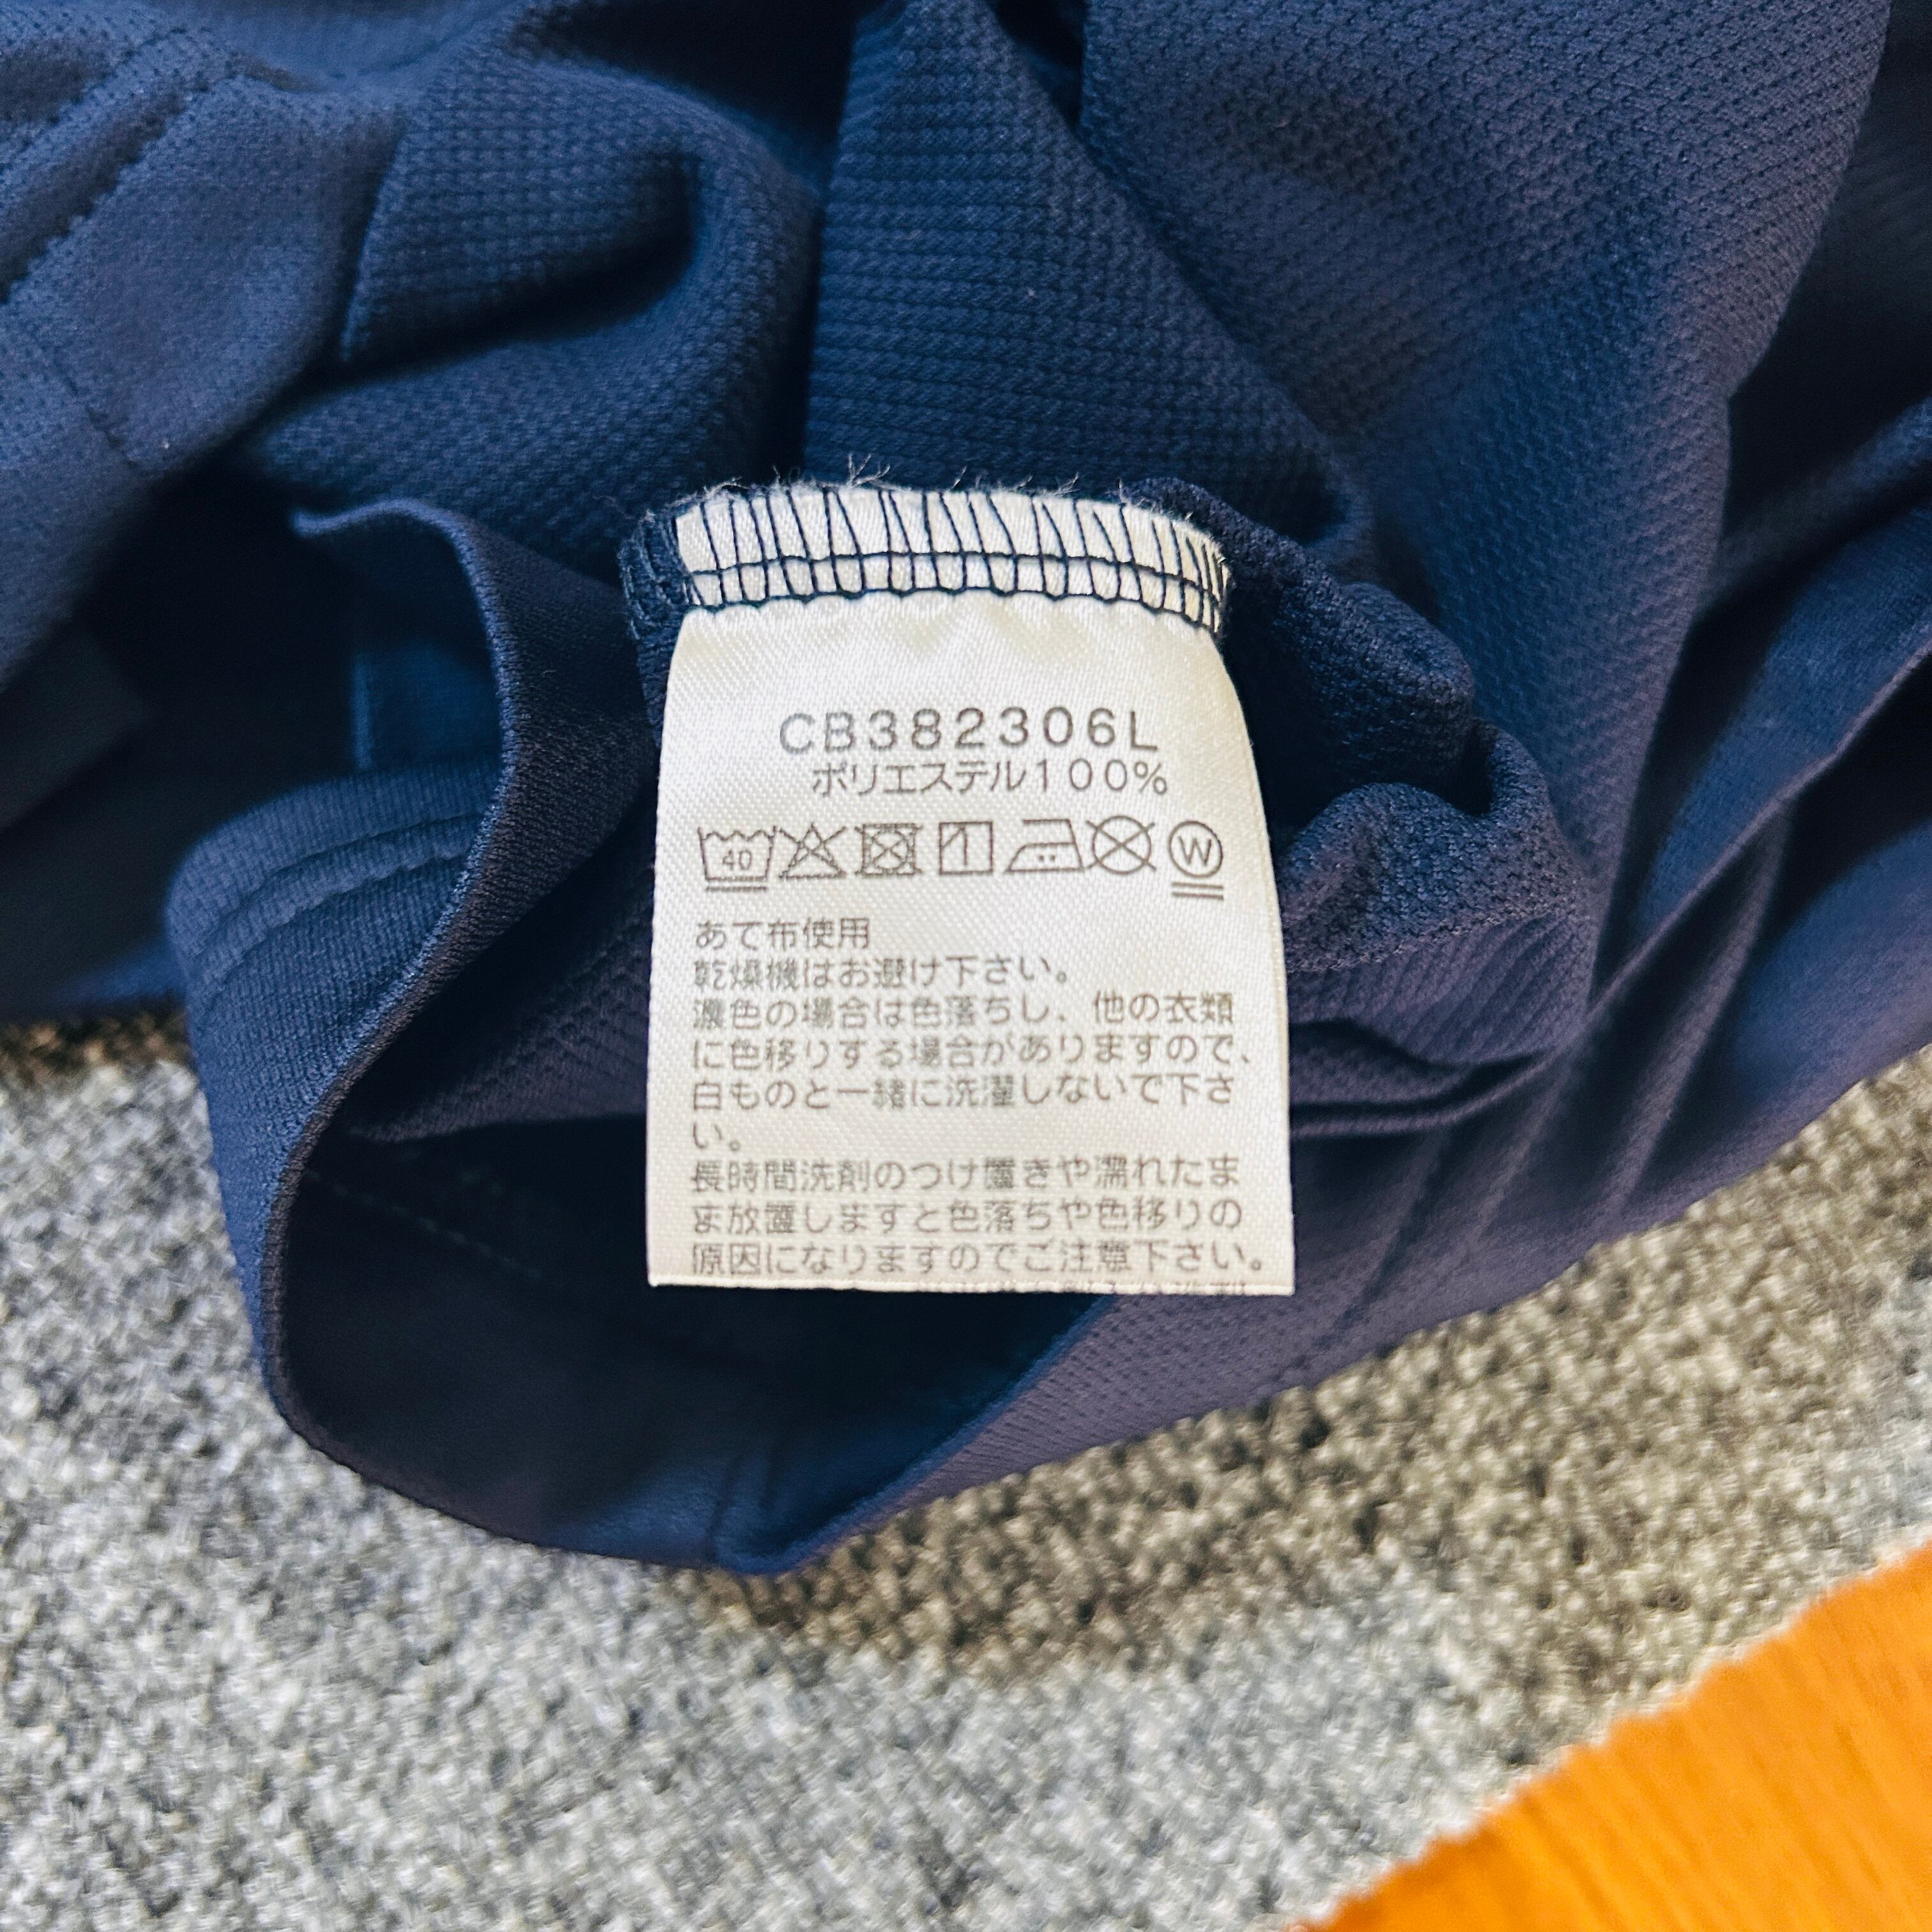 CB382306L
ポリエステル100%
40
W
あて布使用
乾燥機はお避け下さい。
濃色の場合は色落ちし、他の衣類
に色移りする場合がありますので、
白ものと一緒に洗濯しないで下さ
い。
長時間洗剤のつけ置きや濡れたま
ま放置しますと色落ちや色移りの
原因になりますのでご注意下さい。